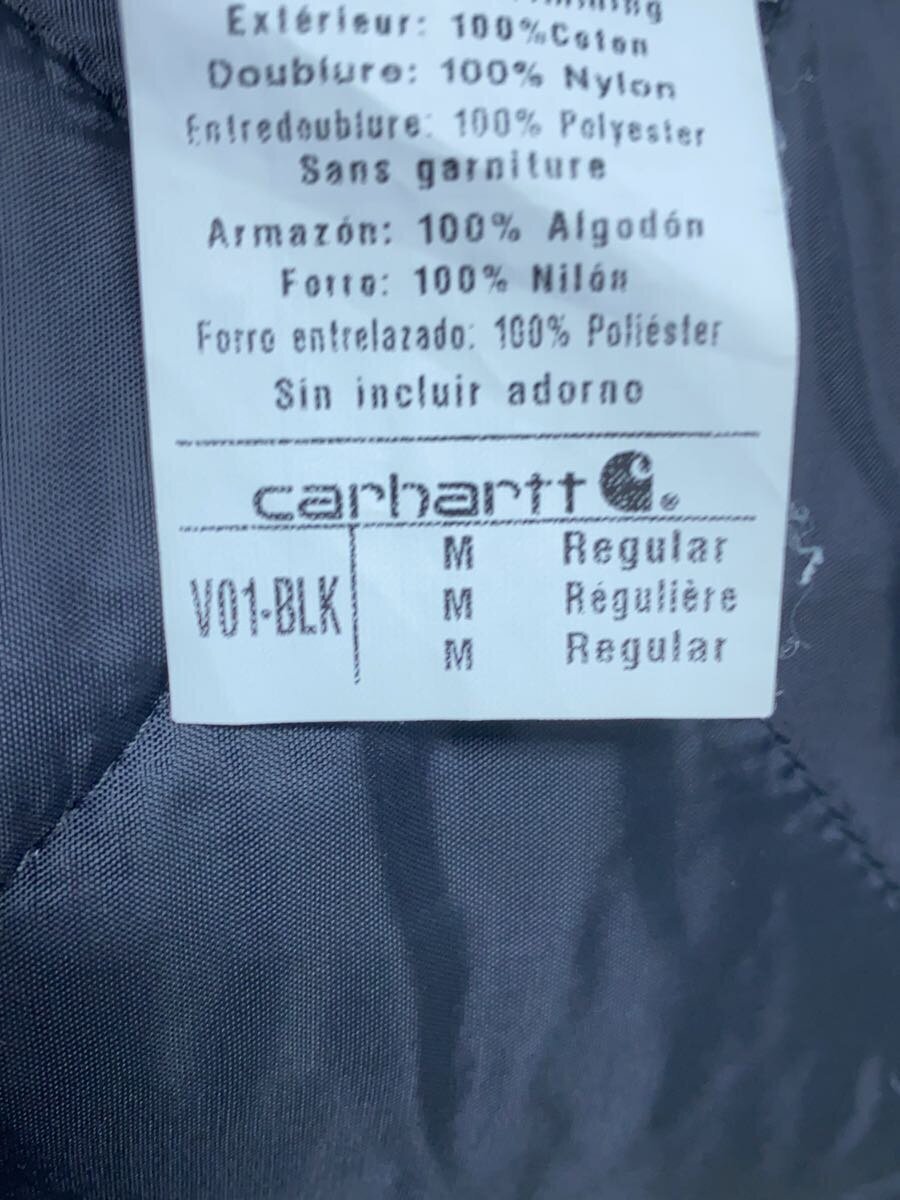 Extérieur: 100%Coton
Doublure: 100% Nylon
Entredoublure: 100% Polyester
Sans garniture
Armazón: 100% Algodón
Forro: 100% Nilón
Forro entrelazado: 100% Poliéster
Sin incluir adorno
carhartt ®
V01-BLK
M Regular
M Régulière
M Regular